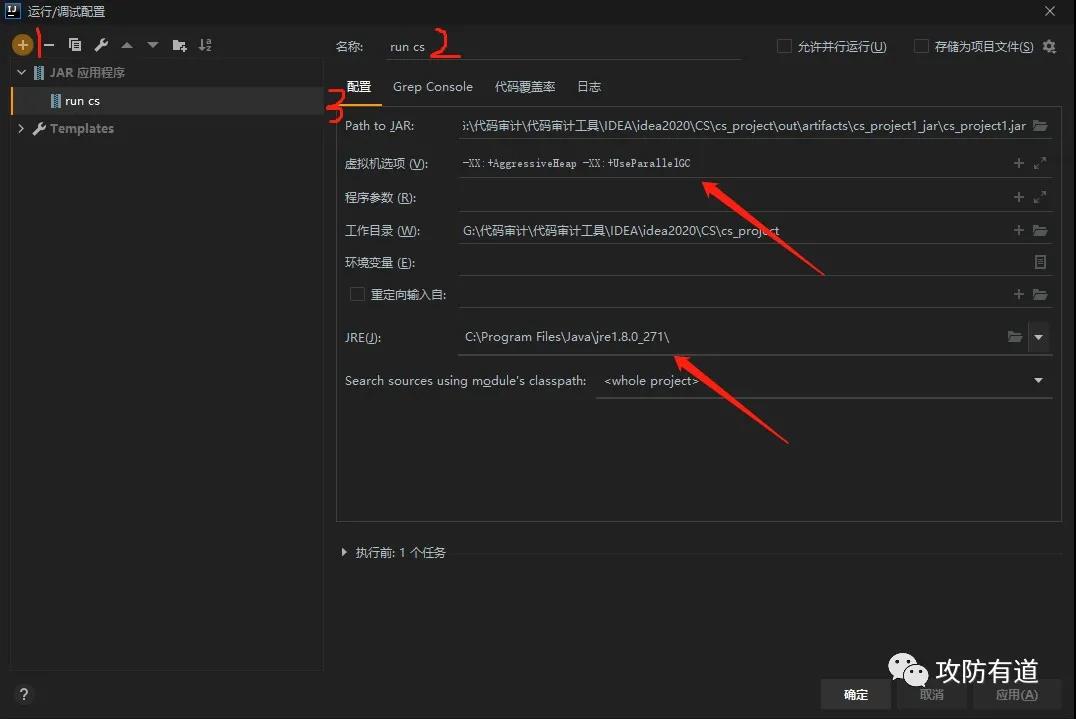 运行/调试配置
1
名称: run cs 2 允许并行运行(U) 存储为项目文件(S)
JAR 应用程序
run cs
Templates
3
配置 Grep Console 代码覆盖率 日志
Path to JAR: G:\代码审计\代码审计工具\IDEA\idea2020\CS\cs_project\out\artifacts\cs_project1_jar\cs_project1.jar
虚拟机选项 (V): -XX:+AggressiveHeap -XX:+UseParallelGC
程序参数 (R):
工作目录 (W): G:\代码审计\代码审计工具\IDEA\idea2020\CS\cs_project
环境变量 (E):
重定向输入自:
JRE(J): C:\Program Files\Java\jre1.8.0_271\
Search sources using module's classpath: <whole project>
执行前: 1 个任务
攻防有道
? 确定 取消 应用(A)